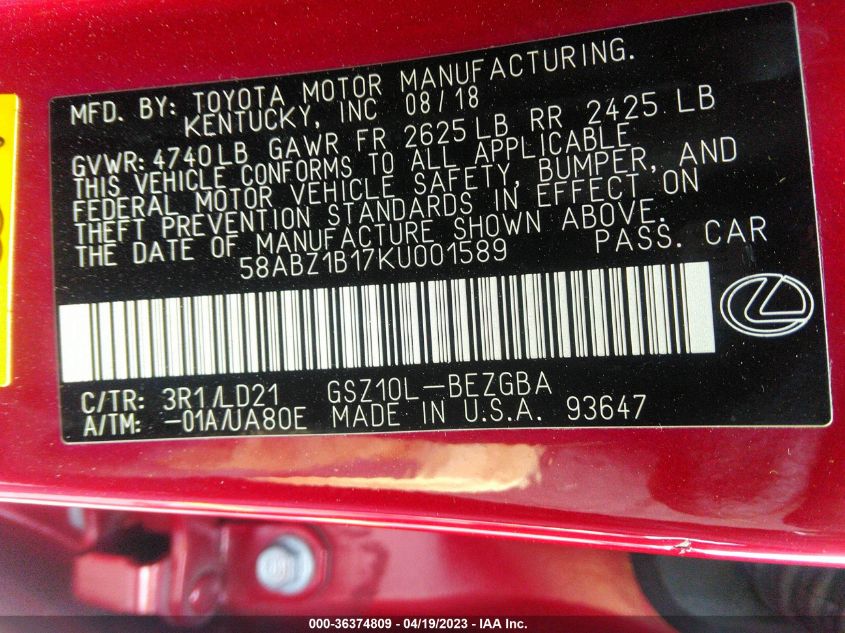 MFD. BY: TOYOTA MOTOR MANUFACTURING.
KENTUCKY, INC 08/18
GVWR: 4740LB GAWR FR 2625LB RR 2425 LB
THIS VEHICLE CONFORMS TO ALL APPLICABLE
FEDERAL MOTOR VEHICLE SAFETY, BUMPER, AND
THEFT PREVENTION STANDARDS IN EFFECT ON
THE DATE OF MANUFACTURE SHOWN ABOVE.
58ABZ1B17KU001589 PASS. CAR
C/TR: 3R1/LD21 GSZ10L-BEZGBA
A/TM: -01A/UA80E MADE IN U.S.A. 93647
000-36374809 - 04/19/2023 - IAA Inc.